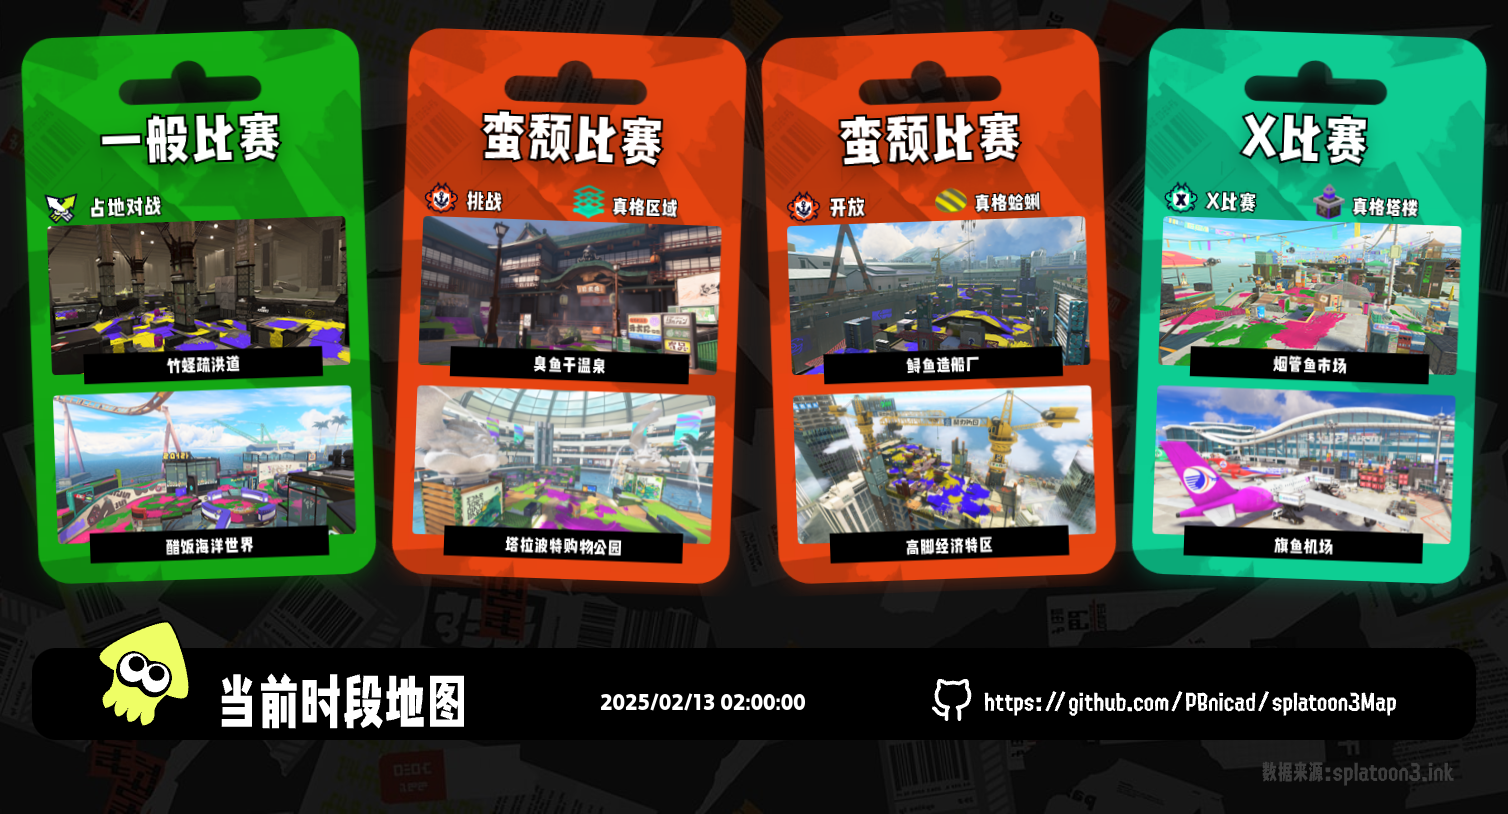 一般比赛
占地对战
竹蛏疏洪道
醋饭海洋世界
蛮颓比赛
挑战
真格区域
臭鱼干温泉
塔拉波特购物公园
蛮颓比赛
开放
真格蛤蜊
鲟鱼造船厂
高脚经济特区
X比赛
X比赛
真格塔楼
烟管鱼市场
旗鱼机场
当前时段地图
2025/02/13 02:00:00
https://github.com/PBnicad/splatoon3Map
数据来源:splatoon3.ink